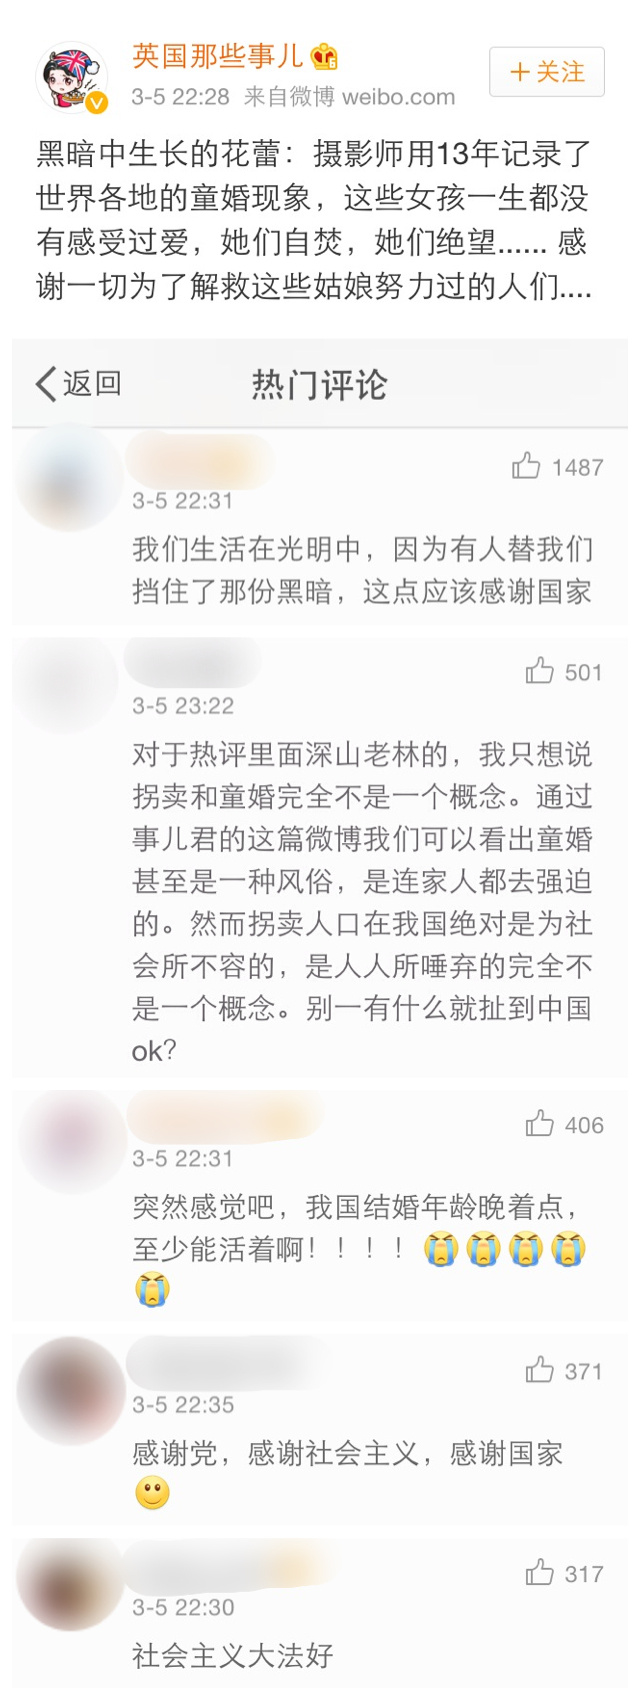 英国那些事儿
3-5 22:28 来自微博 weibo.com
+关注
黑暗中生长的花蕾：摄影师用13年记录了
世界各地的童婚现象，这些女孩一生都没
有感受过爱，她们自焚，她们绝望...... 感
谢一切为了解救这些姑娘努力过的人们....
返回
热门评论
1487
3-5 22:31
我们生活在光明中，因为有人替我们
挡住了那份黑暗，这点应该感谢国家
501
3-5 23:22
对于热评里面深山老林的，我只想说
拐卖和童婚完全不是一个概念。通过
事儿君的这篇微博我们可以看出童婚
甚至是一种风俗，是连家人都去强迫
的。然而拐卖人口在我国绝对是为社
会所不容的，是人人所唾弃的完全不
是一个概念。别一有什么就扯到中国
ok？
406
3-5 22:31
突然感觉吧，我国结婚年龄晚着点，
至少能活着啊！！！！
371
3-5 22:35
感谢党，感谢社会主义，感谢国家
317
3-5 22:30
社会主义大法好